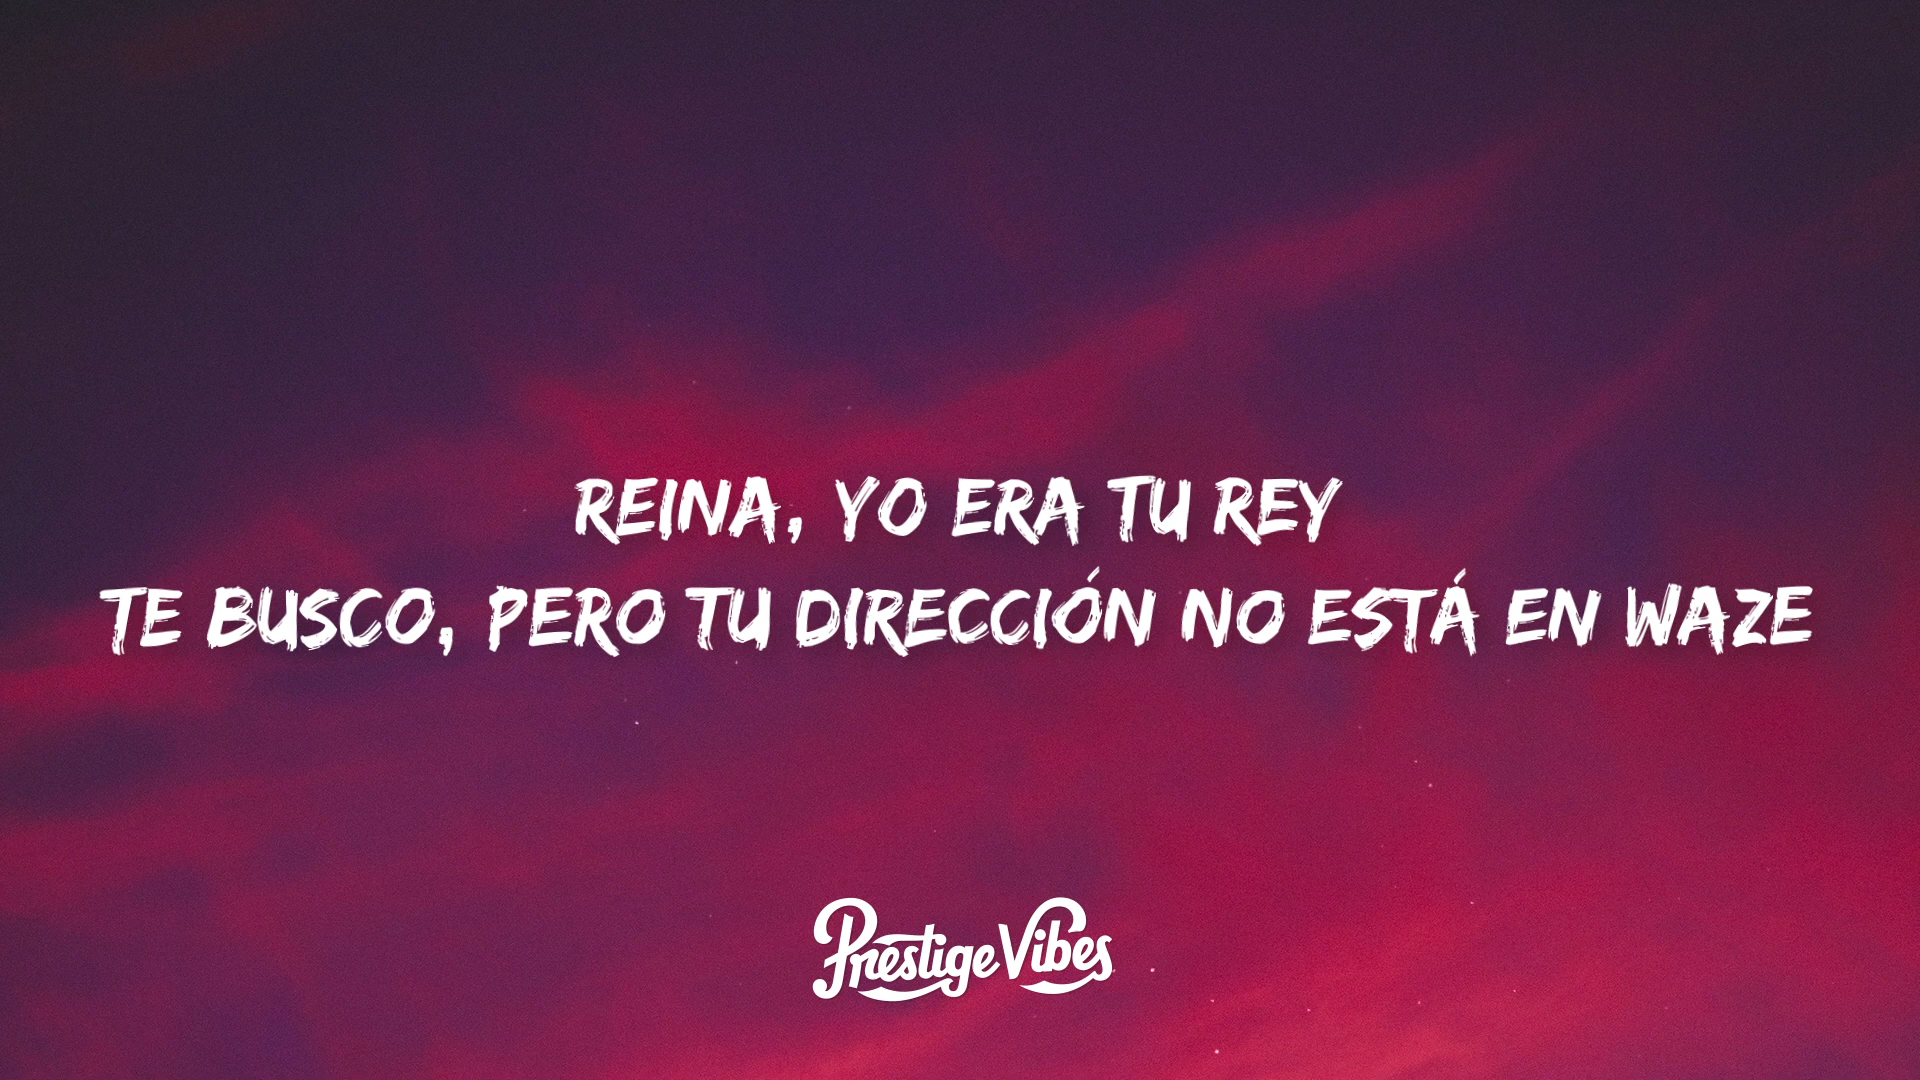 REINA, YO ERA TU REY
TE BUSCO, PERO TU DIRECCIÓN NO ESTÁ EN WAZE
Prestige Vibes